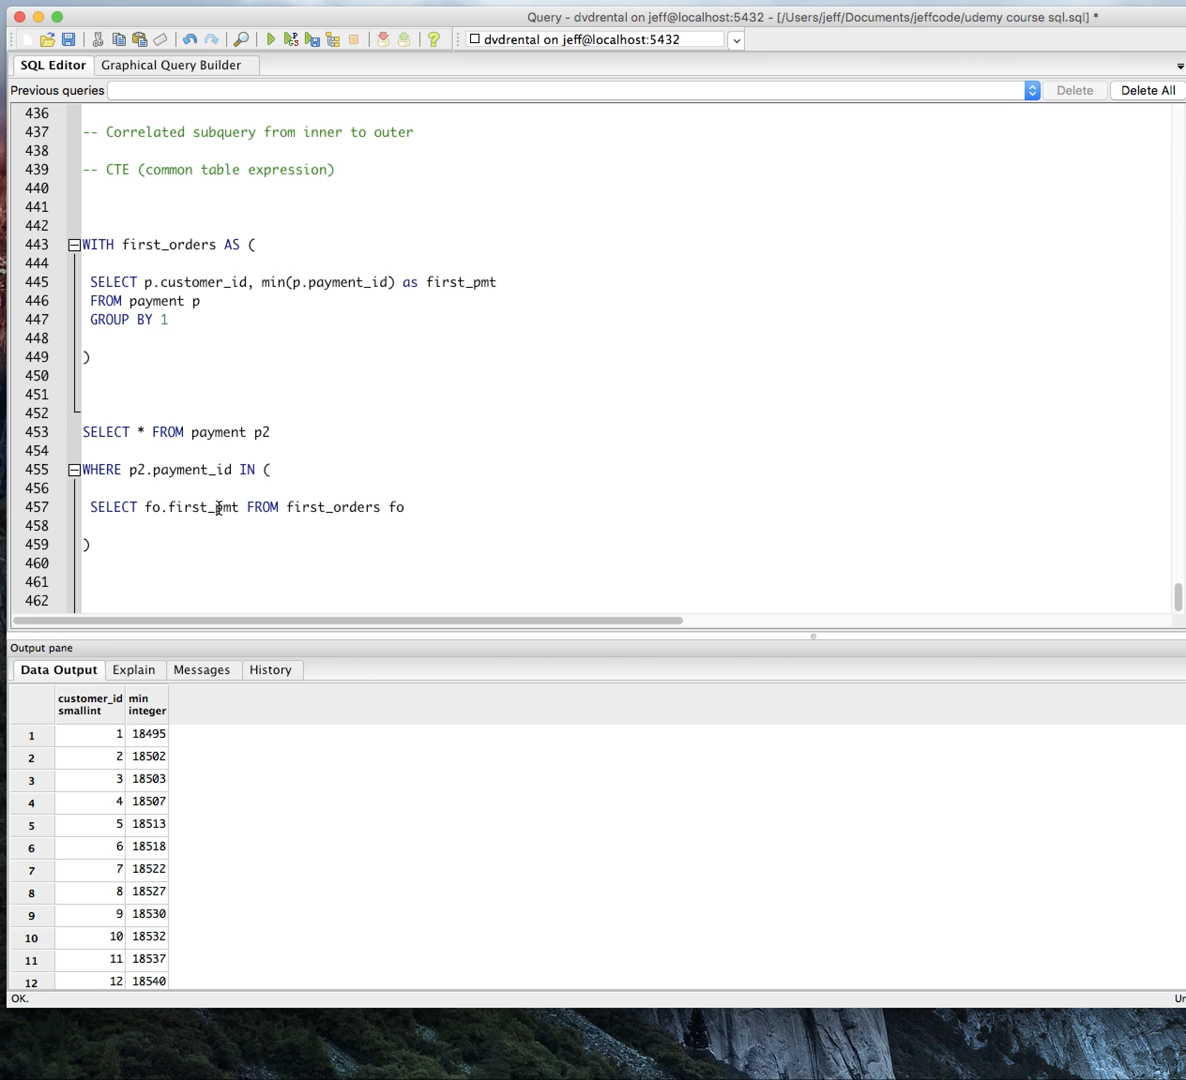 Query - dvdrental on jeff@localhost:5432 - [/Users/jeff/Documents/jeffcode/udemy course sql.sql] *
dvdrental on jeff@localhost:5432
SQL Editor Graphical Query Builder
Previous queries Delete Delete All
436
437 -- Correlated subquery from inner to outer
438
439 -- CTE (common table expression)
440
441
442
443 WITH first_orders AS (
444
445 SELECT p.customer_id, min(p.payment_id) as first_pmt
446 FROM payment p
447 GROUP BY 1
448
449 )
450
451
452
453 SELECT * FROM payment p2
454
455 WHERE p2.payment_id IN (
456
457 SELECT fo.first_pmt FROM first_orders fo
458
459 )
460
461
462
Output pane
Data Output Explain Messages History
customer_id min
smallint integer
1 1 18495
2 2 18502
3 3 18503
4 4 18507
5 5 18513
6 6 18518
7 7 18522
8 8 18527
9 9 18530
10 10 18532
11 11 18537
12 12 18540
OK. Un